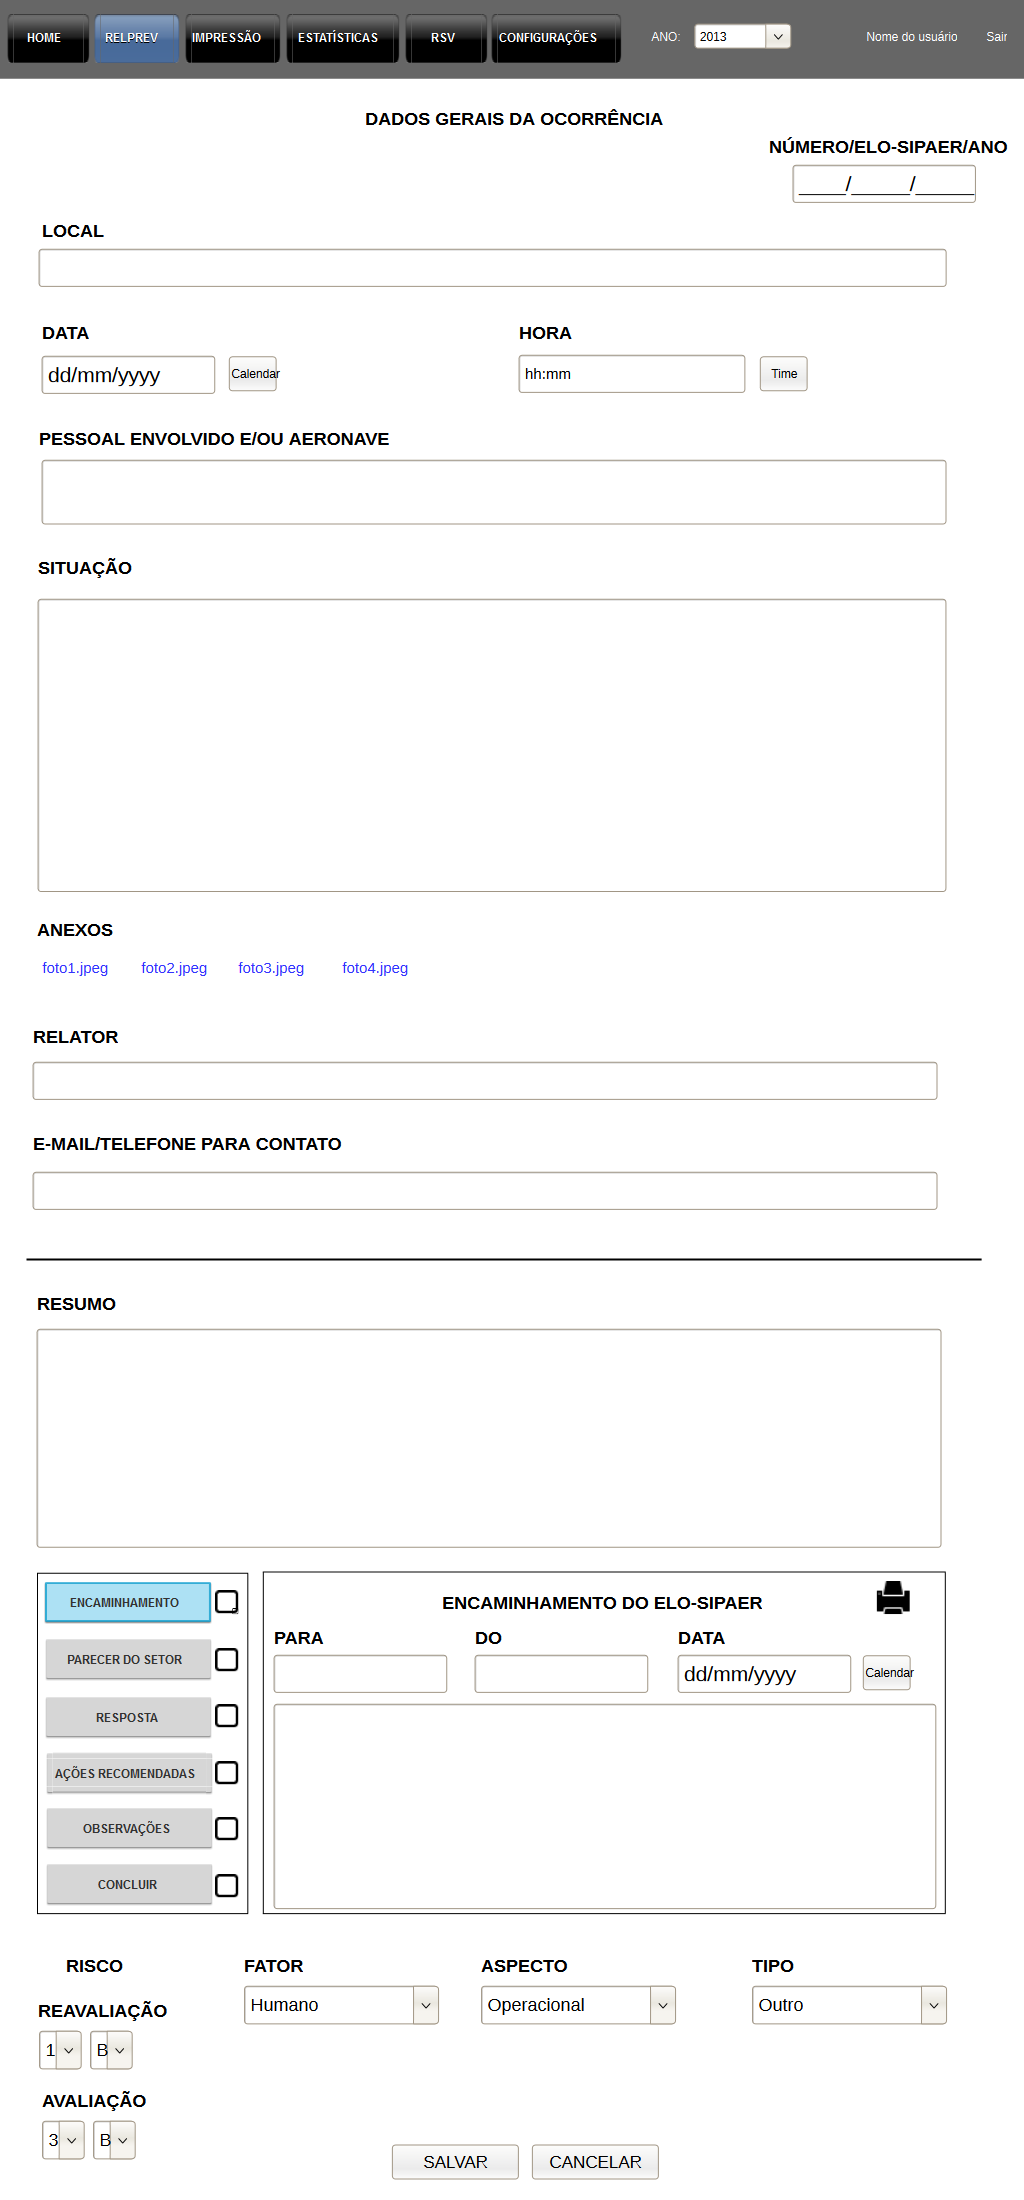 HOME RELPREV IMPRESSÃO ESTATÍSTICAS RSV CONFIGURAÇÕES ANO: 2013 Nome do usuário Sair
DADOS GERAIS DA OCORRÊNCIA
NÚMERO/ELO-SIPAER/ANO
____/_____/_____
LOCAL
DATA HORA
dd/mm/yyyy Calendar hh:mm Time
PESSOAL ENVOLVIDO E/OU AERONAVE
SITUAÇÃO
ANEXOS
foto1.jpeg foto2.jpeg foto3.jpeg foto4.jpeg
RELATOR
E-MAIL/TELEFONE PARA CONTATO
RESUMO
ENCAMINHAMENTO
PARECER DO SETOR
RESPOSTA
AÇÕES RECOMENDADAS
OBSERVAÇÕES
CONCLUIR
ENCAMINHAMENTO DO ELO-SIPAER
PARA DO DATA
dd/mm/yyyy Calendar
RISCO FATOR ASPECTO TIPO
Humano Operacional Outro
REAVALIAÇÃO
1 B
AVALIAÇÃO
3 B
SALVAR CANCELAR